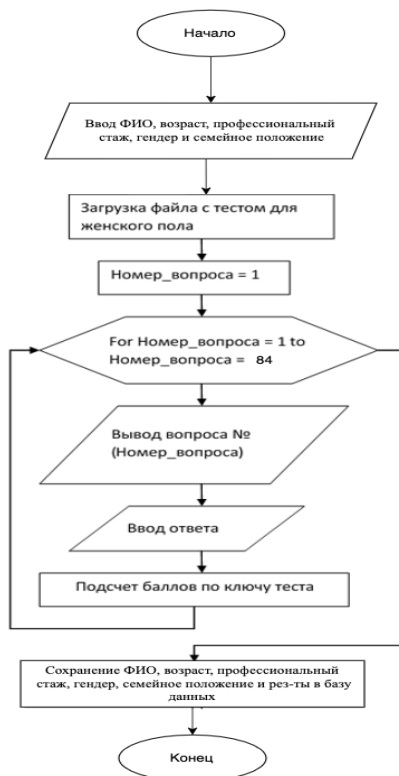 Начало
Ввод ФИО, возраст, профессиональный
стаж, гендер и семейное положение
Загрузка файла с тестом для
женского пола
Номер_вопроса = 1
For Номер_вопроса = 1 to
Номер_вопроса = 84
Вывод вопроса №
(Номер_вопроса)
Ввод ответа
Подсчет баллов по ключу теста
Сохранение ФИО, возраст, профессиональный
стаж, гендер, семейное положение и рез-ты в базу
данных
Конец